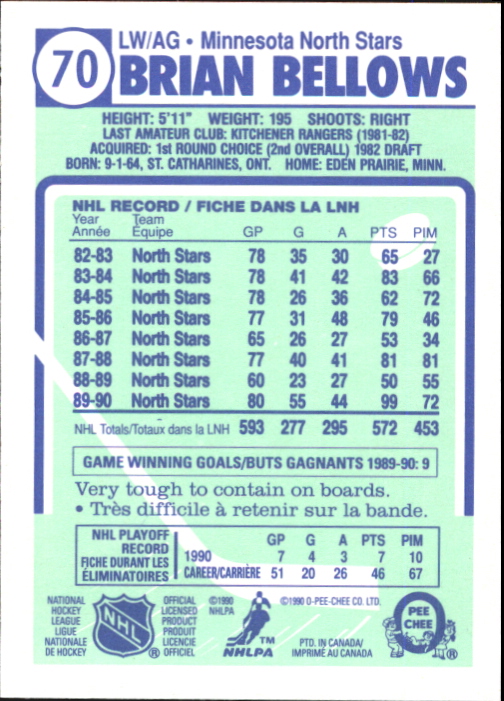 70
LW/AG • Minnesota North Stars
BRIAN BELLOWS
HEIGHT: 5'11" WEIGHT: 195 SHOOTS: RIGHT
LAST AMATEUR CLUB: KITCHENER RANGERS (1981-82)
ACQUIRED: 1st ROUND CHOICE (2nd OVERALL) 1982 DRAFT
BORN: 9-1-64, ST. CATHARINES, ONT. HOME: EDEN PRAIRIE, MINN.
NHL RECORD / FICHE DANS LA LNH
Year Team
Année Equipe GP G A PTS PIM
82-83 North Stars 78 35 30 65 27
83-84 North Stars 78 41 42 83 66
84-85 North Stars 78 26 36 62 72
85-86 North Stars 77 31 48 79 46
86-87 North Stars 65 26 27 53 34
87-88 North Stars 77 40 41 81 81
88-89 North Stars 60 23 27 50 55
89-90 North Stars 80 55 44 99 72
NHL Totals/Totaux dans la LNH 593 277 295 572 453
GAME WINNING GOALS/BUTS GAGNANTS 1989-90: 9
Very tough to contain on boards.
• Très difficile à retenir sur la bande.
NHL PLAYOFF RECORD
FICHE DURANT LES ÉLIMINATOIRES
GP G A PTS PIM
1990 7 4 3 7 10
CAREER/CARRIÈRE 51 20 26 46 67
NATIONAL
HOCKEY
LEAGUE
LIGUE
NATIONALE
DE HOCKEY
NHL
®
OFFICIAL
LICENSED
PRODUCT
PRODUIT
LICENCIE
OFFICIEL
©1990
NHLPA
TM
NHLPA
©1990 O-PEE-CHEE CO. LTD.
PTD. IN CANADA/
IMPRIMÉ AU CANADA
O
PEE
CHEE
®